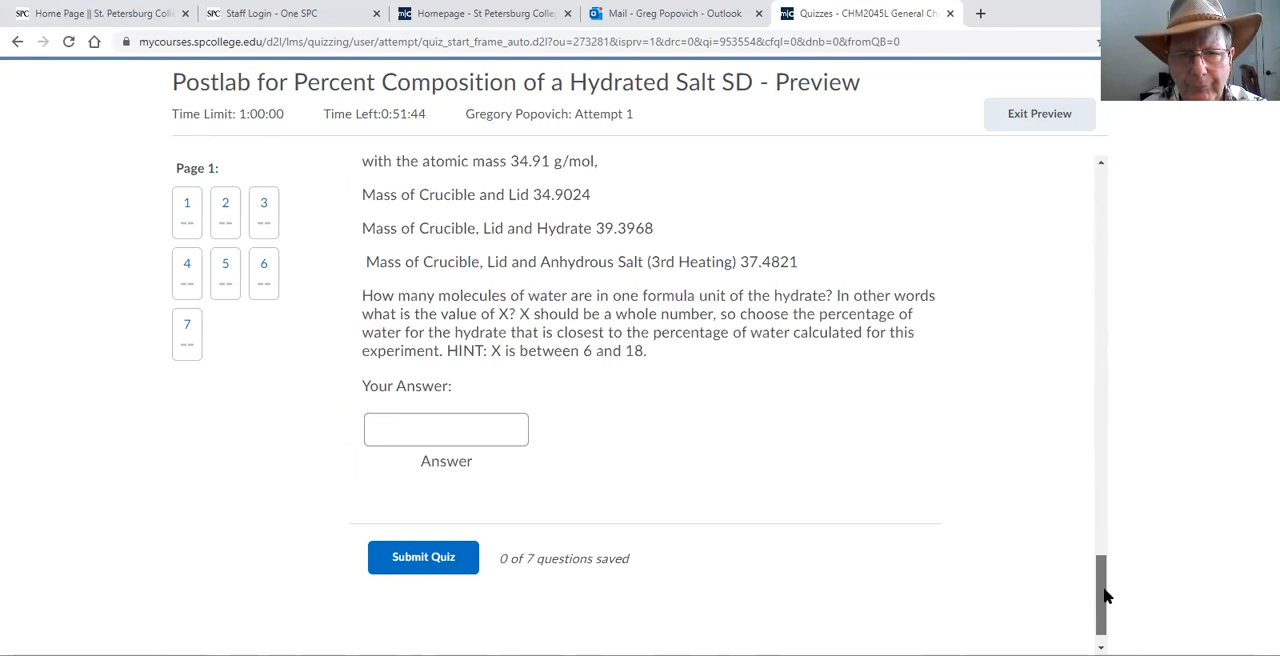 SPC Home Page || St. Petersburg Colle
SPC Staff Login - One SPC
Homepage - St Petersburg Colle
Mail - Greg Popovich - Outlook
Quizzes - CHM2045L General Ch
mycourses.spcollege.edu/d2l/lms/quizzing/user/attempt/quiz_start_frame_auto.d2l?ou=273281&isprv=1&drc=0&qi=953554&cfql=0&dnb=0&fromQB=0
Postlab for Percent Composition of a Hydrated Salt SD - Preview
Time Limit: 1:00:00 Time Left:0:51:44 Gregory Popovich: Attempt 1
Exit Preview
Page 1:
1 2 3
-- -- --
4 5 6
-- -- --
7
--
with the atomic mass 34.91 g/mol,
Mass of Crucible and Lid 34.9024
Mass of Crucible, Lid and Hydrate 39.3968
Mass of Crucible, Lid and Anhydrous Salt (3rd Heating) 37.4821
How many molecules of water are in one formula unit of the hydrate? In other words
what is the value of X? X should be a whole number, so choose the percentage of
water for the hydrate that is closest to the percentage of water calculated for this
experiment. HINT: X is between 6 and 18.
Your Answer:
Answer
Submit Quiz
0 of 7 questions saved